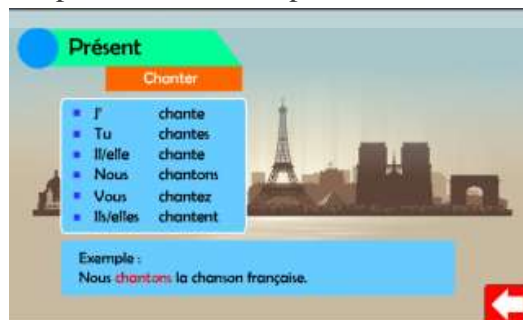 Présent
Chanter
J' chante
Tu chantes
Il/elle chante
Nous chantons
Vous chantez
Ils/elles chantent
Exemple :
Nous chantons la chanson française.